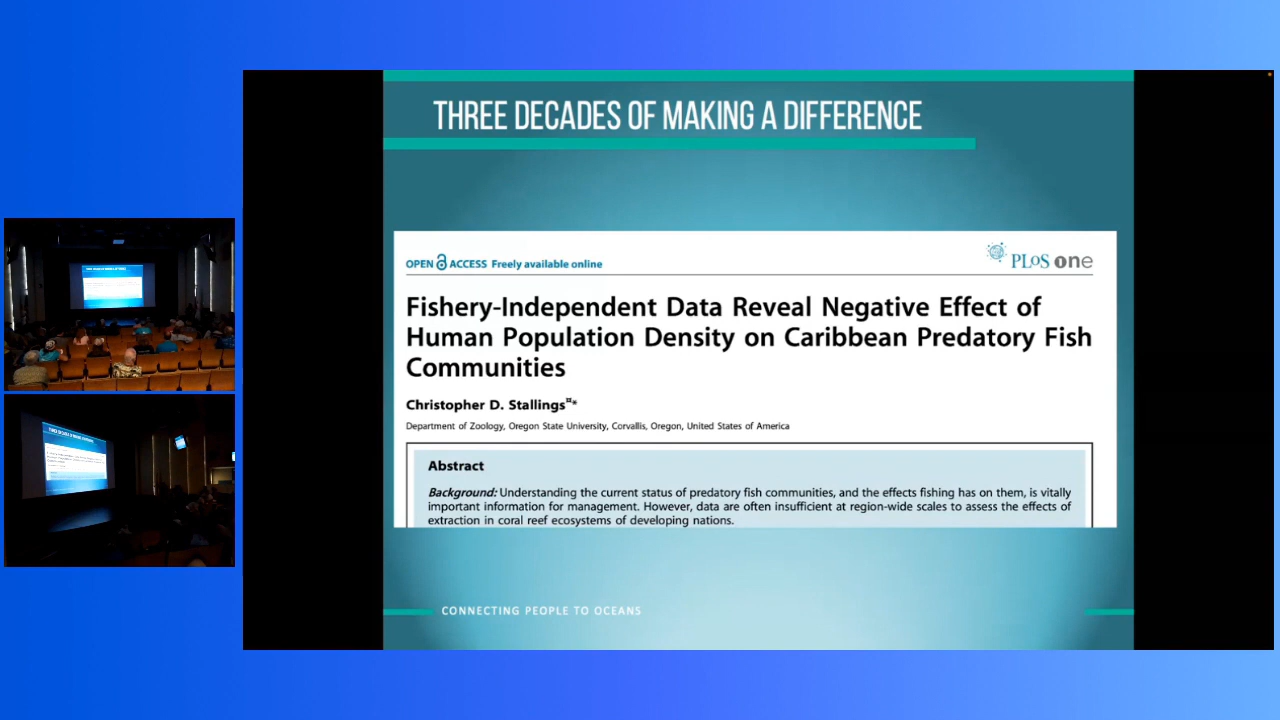 THREE DECADES OF MAKING A DIFFERENCE
OPEN ACCESS Freely available online
PLoS one
Fishery-Independent Data Reveal Negative Effect of
Human Population Density on Caribbean Predatory Fish
Communities
Christopher D. Stallings¤*
Department of Zoology, Oregon State University, Corvallis, Oregon, United States of America
Abstract
Background: Understanding the current status of predatory fish communities, and the effects fishing has on them, is vitally
important information for management. However, data are often insufficient at region-wide scales to assess the effects of
extraction in coral reef ecosystems of developing nations.
CONNECTING PEOPLE TO OCEANS